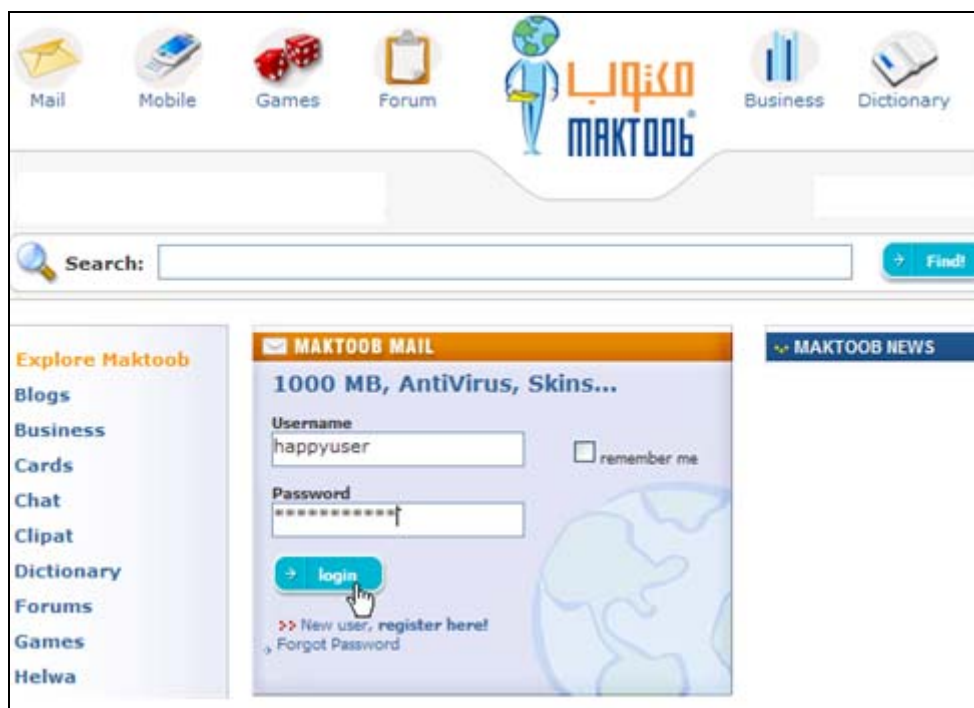 Mail
Mobile
Games
Forum
مكتوب
MAKTOOb®
Business
Dictionary
Search:
Find!
Explore Maktoob
Blogs
Business
Cards
Chat
Clipat
Dictionary
Forums
Games
Helwa
MAKTOOB MAIL
1000 MB, AntiVirus, Skins...
Username
happyuser
remember me
Password
***********
login
>> New user, register here!
Forgot Password
MAKTOOB NEWS